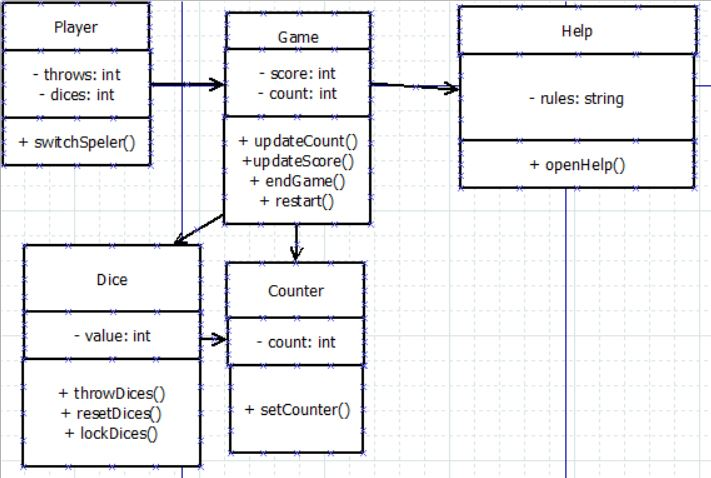 Player
- throws: int
- dices: int
+ switchSpeler()
Game
- score: int
- count: int
+ updateCount()
+updateScore()
+ endGame()
+ restart()
Help
- rules: string
+ openHelp()
Dice
- value: int
+ throwDices()
+ resetDices()
+ lockDices()
Counter
- count: int
+ setCounter()